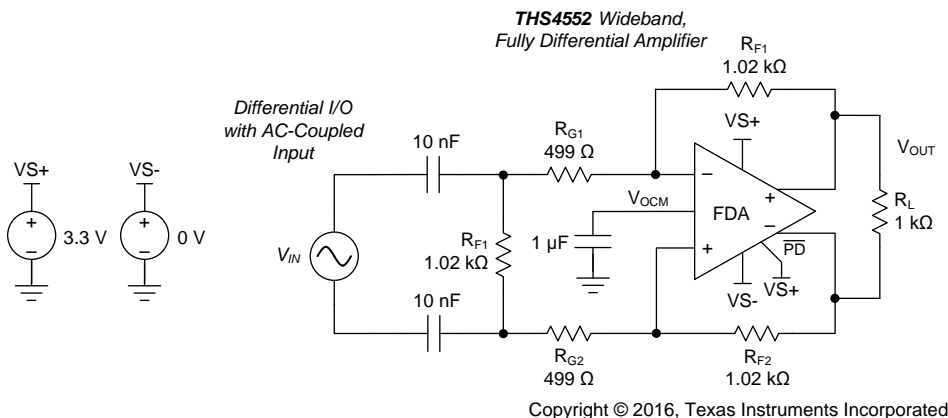 THS4552 Wideband,
Fully Differential Amplifier
RF1
1.02 kΩ
Differential I/O
with AC-Coupled
Input
10 nF
RG1
499 Ω
VS+
VOUT
VS+
VS-
+
−
3.3 V
+
−
0 V
VIN
RF1
1.02 kΩ
VOCM
1 µF
−
+
FDA
+
−
PD
RL
1 kΩ
10 nF
VS-
VS+
RG2
499 Ω
RF2
1.02 kΩ
Copyright © 2016, Texas Instruments Incorporated